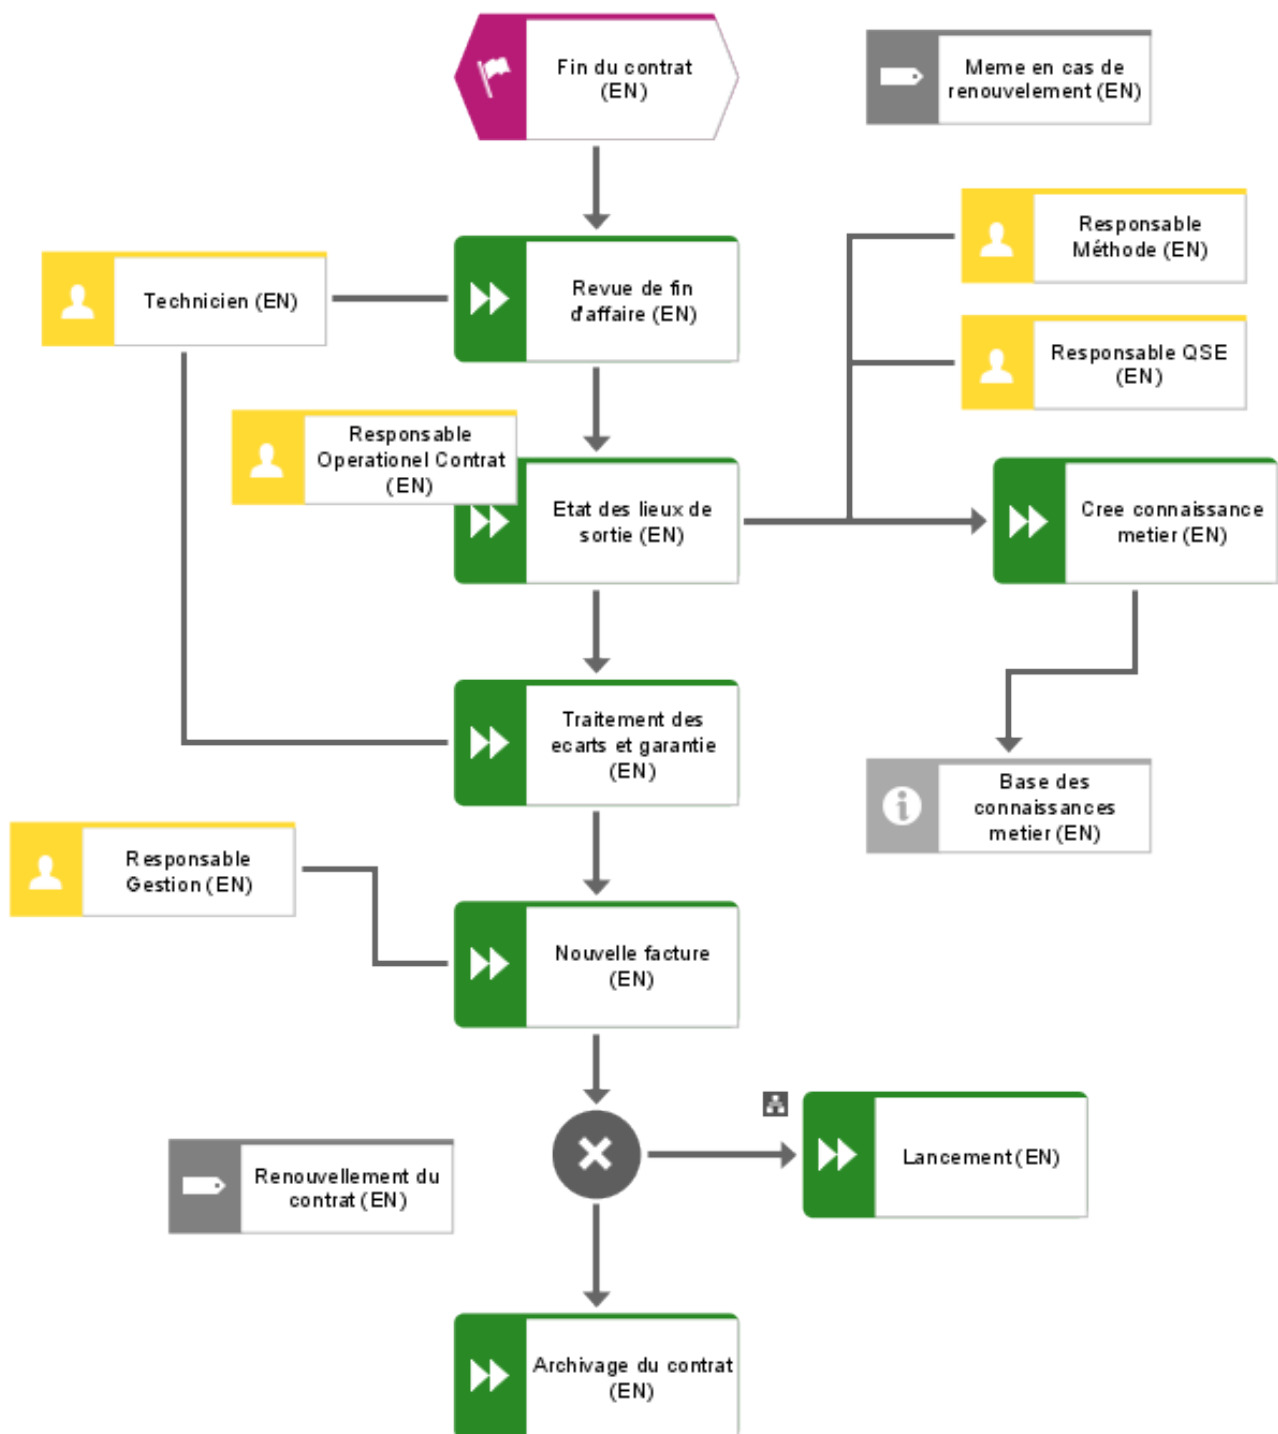 Fin du contrat
(EN)
Meme en cas de
renouvelement (EN)
Responsable
Méthode (EN)
Technicien (EN)
Revue de fin
d'affaire (EN)
Responsable QSE
(EN)
Responsable
Operationel Contrat
(EN)
Etat des lieux de
sortie (EN)
Cree connaissance
metier (EN)
Traitement des
ecarts et garantie
(EN)
Base des
connaissances
metier (EN)
Responsable
Gestion (EN)
Nouvelle facture
(EN)
Renouvellement du
contrat (EN)
Lancement (EN)
Archivage du contrat
(EN)